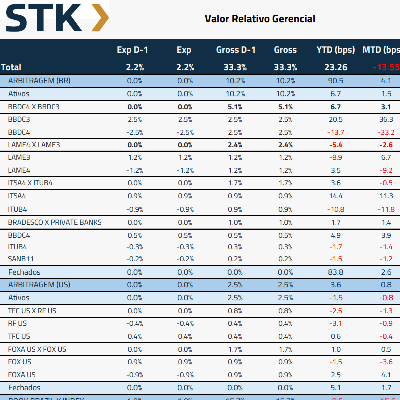 STK
Valor Relativo Gerencial
Exp D-1 Exp Gross D-1 Gross YTD (bps) MTD (bps)
Total 2.2% 2.2% 33.3% 33.3% 23.26 -13.55
ARBITRAGEM (BR) 0.0% 0.0% 10.2% 10.2% 90.5 4.1
Ativos 0.0% 0.0% 10.2% 10.2% 6.7 1.5
BBDC4 X BBDC3 0.0% 0.0% 5.1% 5.1% 6.7 3.1
BBDC3 2.5% 2.5% 2.5% 2.5% 20.5 36.3
BBDC4 -2.5% -2.5% 2.5% 2.5% -13.7 -33.2
LAME4 X LAME3 0.0% 0.0% 2.4% 2.4% -5.4 -2.6
LAME3 1.2% 1.2% 1.2% 1.2% -8.9 6.7
LAME4 -1.2% -1.2% 1.2% 1.2% 3.5 -9.2
ITSA4 X ITUB4 0.0% 0.0% 1.7% 1.7% 3.6 -0.5
ITSA4 0.9% 0.9% 0.9% 0.9% 14.4 11.3
ITUB4 -0.9% -0.9% 0.9% 0.9% -10.8 -11.8
BRADESCO X PRIVATE BANKS 0.0% 0.0% 1.0% 1.0% 1.7 1.4
BBDC4 0.5% 0.5% 0.5% 0.5% 4.9 3.9
ITUB4 -0.3% -0.3% 0.3% 0.3% -1.7 -1.4
SANB11 -0.2% -0.2% 0.2% 0.2% -1.5 -1.2
Fechados 0.0% 0.0% 0.0% 0.0% 83.8 2.6
ARBITRAGEM (US) 0.0% 0.0% 2.5% 2.5% 3.6 0.8
Ativos 0.0% 0.0% 2.5% 2.5% -1.5 -0.8
TFC US X RF US 0.0% 0.0% 0.8% 0.8% -2.5 -1.3
RF US -0.4% -0.4% 0.4% 0.4% -3.1 -0.9
TFC US 0.4% 0.4% 0.4% 0.4% 0.6 -0.4
FOXA US X FOX US 0.0% 0.0% 1.7% 1.7% 1.0 0.5
FOX US 0.9% 0.9% 0.9% 0.9% -1.5 -3.6
FOXA US -0.9% -0.9% 0.9% 0.9% 2.5 4.1
Fechados 0.0% 0.0% 0.0% 0.0% 5.1 1.7